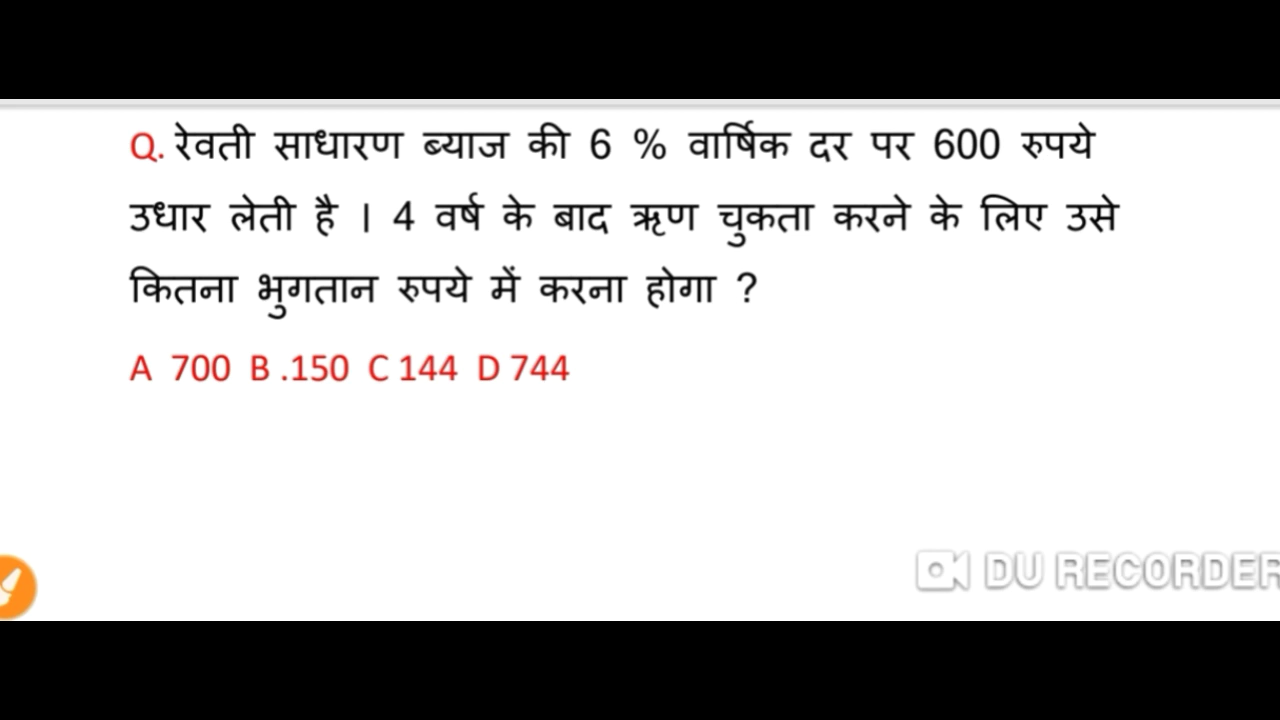 Q. रेवती साधारण ब्याज की 6 % वार्षिक दर पर 600 रुपये
उधार लेती है । 4 वर्ष के बाद ऋण चुकता करने के लिए उसे
कितना भुगतान रुपये में करना होगा ?
A 700 B .150 C 144 D 744
DU RECORDER